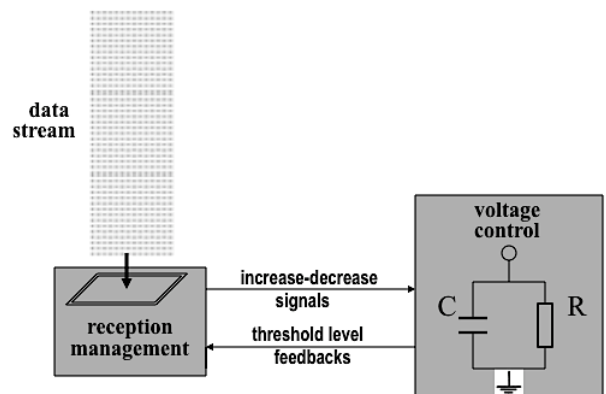 data
stream
voltage
control
increase-decrease
signals
C
R
reception
management
threshold level
feedbacks